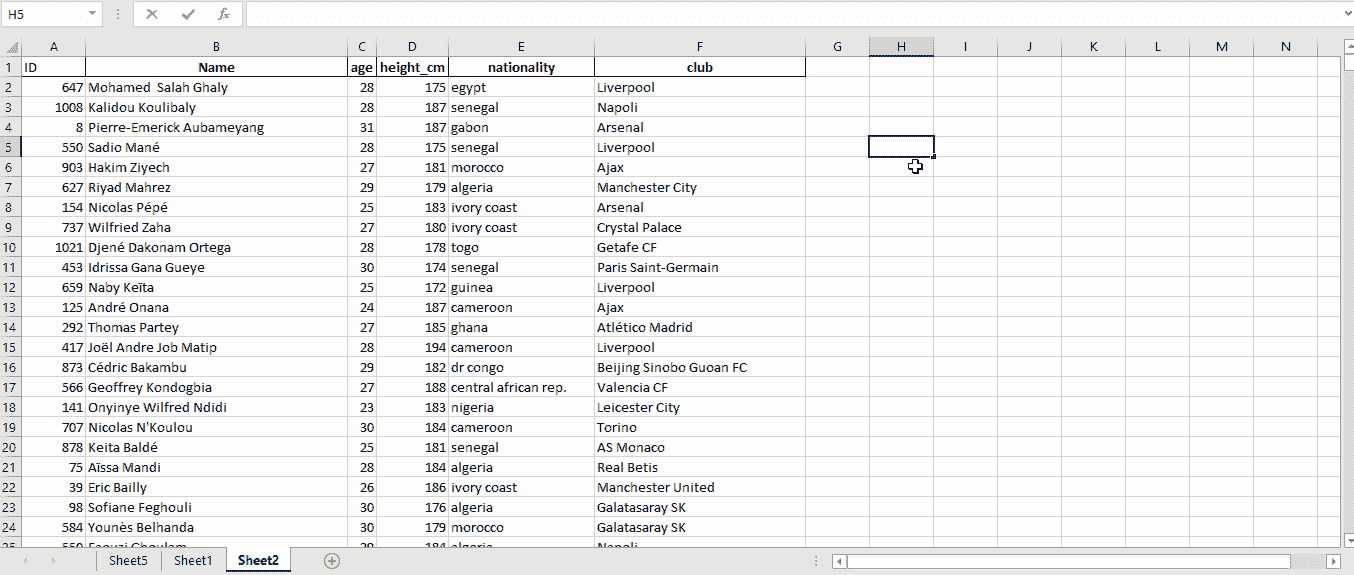 H5 fx
A B C D E F G H I J K L M N
1 ID Name age height_cm nationality club
2 647 Mohamed  Salah Ghaly 28 175 egypt Liverpool
3 1008 Kalidou Koulibaly 28 187 senegal Napoli
4 8 Pierre-Emerick Aubameyang 31 187 gabon Arsenal
5 550 Sadio Mané 28 175 senegal Liverpool
6 903 Hakim Ziyech 27 181 morocco Ajax
7 627 Riyad Mahrez 29 179 algeria Manchester City
8 154 Nicolas Pépé 25 183 ivory coast Arsenal
9 737 Wilfried Zaha 27 180 ivory coast Crystal Palace
10 1021 Djené Dakonam Ortega 28 178 togo Getafe CF
11 453 Idrissa Gana Gueye 30 174 senegal Paris Saint-Germain
12 659 Naby Keïta 25 172 guinea Liverpool
13 125 André Onana 24 187 cameroon Ajax
14 292 Thomas Partey 27 185 ghana Atlético Madrid
15 417 Joël Andre Job Matip 28 194 cameroon Liverpool
16 873 Cédric Bakambu 29 182 dr congo Beijing Sinobo Guoan FC
17 566 Geoffrey Kondogbia 27 188 central african rep. Valencia CF
18 141 Onyinye Wilfred Ndidi 23 183 nigeria Leicester City
19 707 Nicolas N'Koulou 30 184 cameroon Torino
20 878 Keita Baldé 25 181 senegal AS Monaco
21 75 Aïssa Mandi 28 184 algeria Real Betis
22 39 Eric Bailly 26 186 ivory coast Manchester United
23 98 Sofiane Feghouli 30 176 algeria Galatasaray SK
24 584 Younès Belhanda 30 179 morocco Galatasaray SK
25 Faouzi Ghoulam 184 algeria Napoli
Sheet5 Sheet1 Sheet2